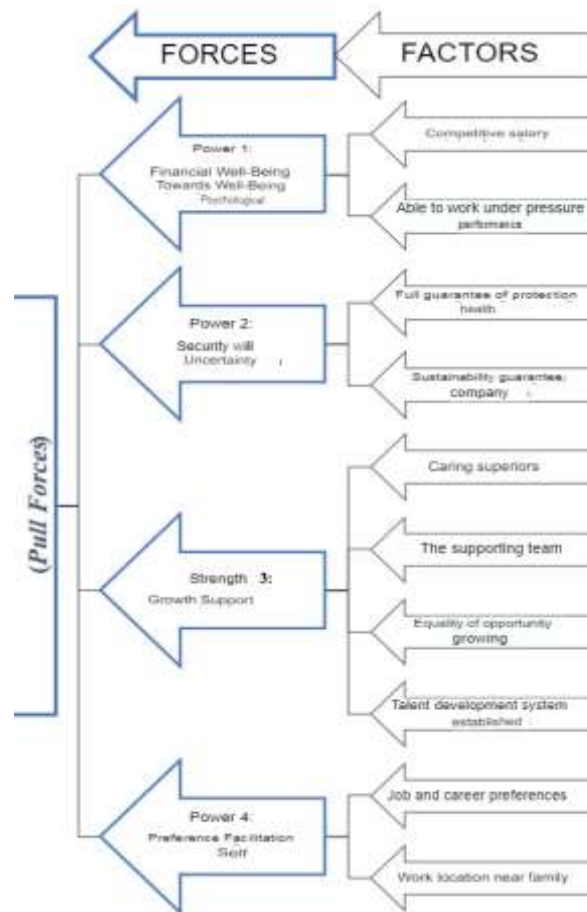 FORCES
FACTORS
Power 1:
Financial Well-Being
Towards Well-Being
Psychological
Competitive salary
Able to work under pressure
performance
Power 2:
Security will
Uncertainty
Full guarantee of protection
health
Sustainability guarantee;
company
(Pull Forces)
Strength 3:
Growth Support
Caring superiors
The supporting team
Equality of opportunity
growing
Talent development system
established
Power 4:
Preference Facilitation
Self
Job and career preferences
Work location near family